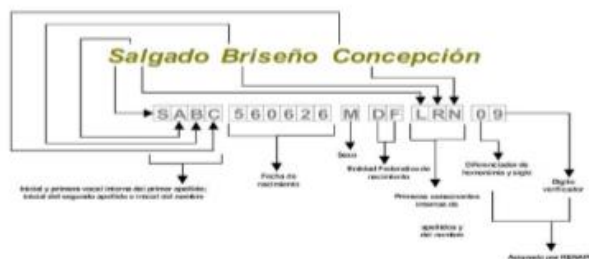 Salgado Briseño Concepción
SABC 560626 M DF LRN 09
Sexo
Diferenciador de
homonimia y siglo
Fecha de
nacimiento
Entidad Federativa de
nacimiento
Dígito
verificador
Inicial y primera vocal interna del primer apellido,
inicial del segundo apellido e inicial del nombre
Primeras consonantes
internas de
apellidos y
del nombre
Asignado por RENAPO